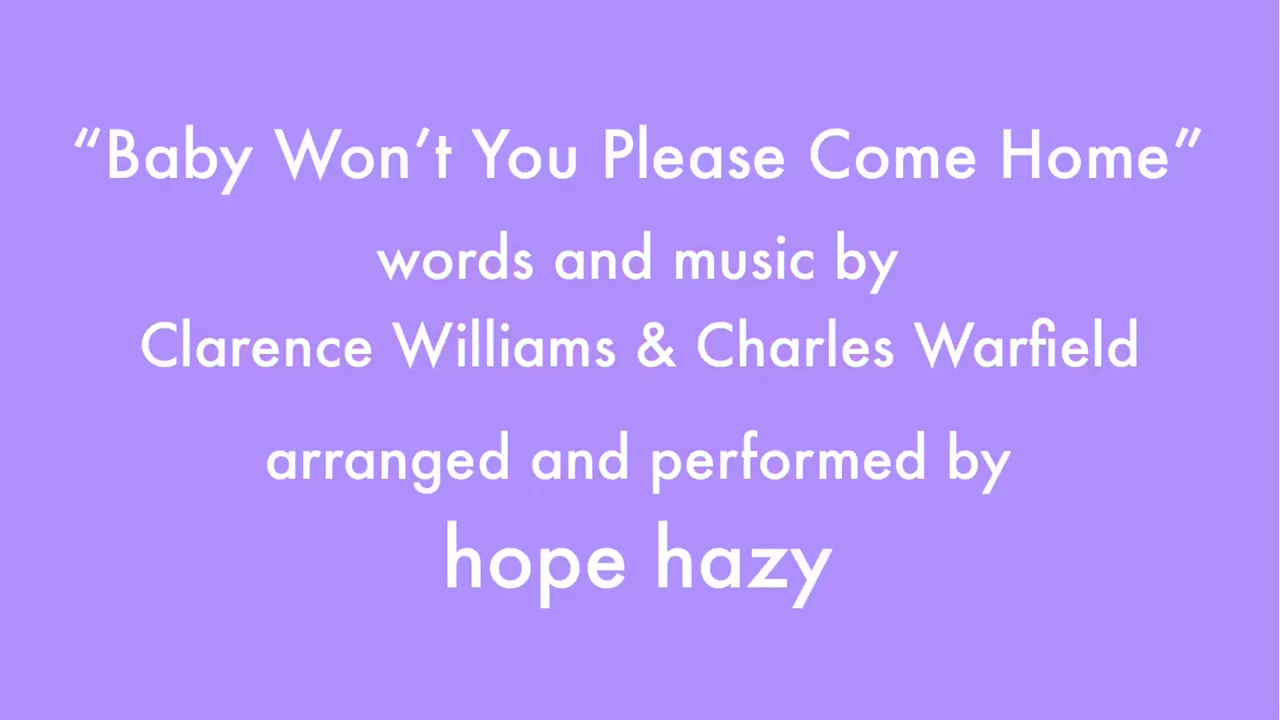 “Baby Won’t You Please Come Home”
words and music by
Clarence Williams & Charles Warfield
arranged and performed by
hope hazy